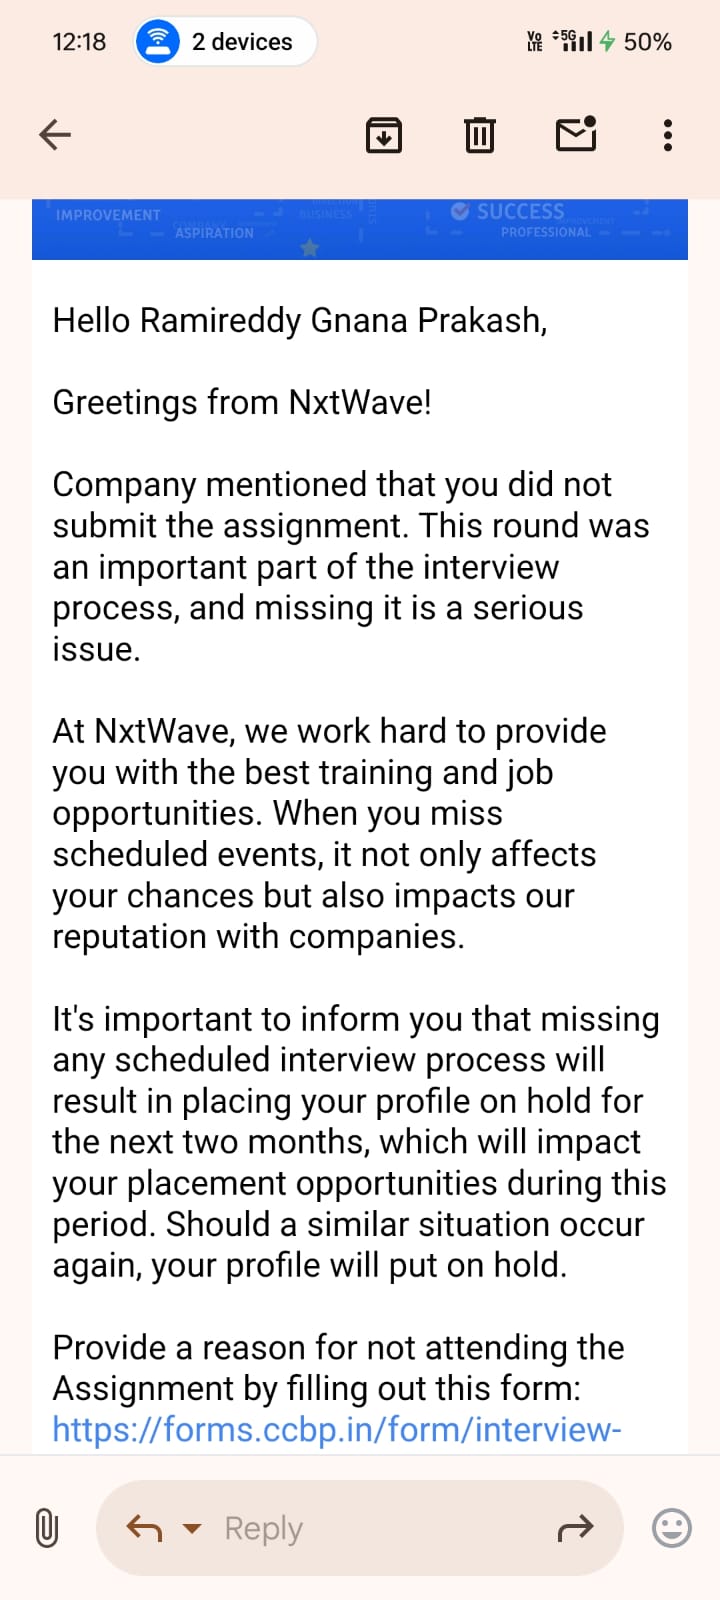 12:18 2 devices Vo LTE 5G 50%
IMPROVEMENT BUSINESS SUCCESS
ASPIRATION PROFESSIONAL
Hello Ramireddy Gnana Prakash,
Greetings from NxtWave!
Company mentioned that you did not
submit the assignment. This round was
an important part of the interview
process, and missing it is a serious
issue.
At NxtWave, we work hard to provide
you with the best training and job
opportunities. When you miss
scheduled events, it not only affects
your chances but also impacts our
reputation with companies.
It's important to inform you that missing
any scheduled interview process will
result in placing your profile on hold for
the next two months, which will impact
your placement opportunities during this
period. Should a similar situation occur
again, your profile will put on hold.
Provide a reason for not attending the
Assignment by filling out this form:
https://forms.ccbp.in/form/interview-
Reply